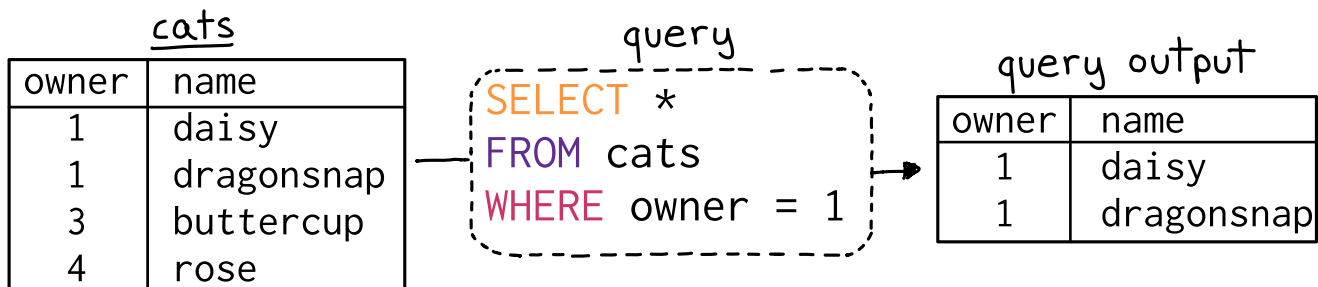 cats
owner name
1 daisy
1 dragonsnap
3 buttercup
4 rose
query
SELECT *
FROM cats
WHERE owner = 1
query output
owner name
1 daisy
1 dragonsnap